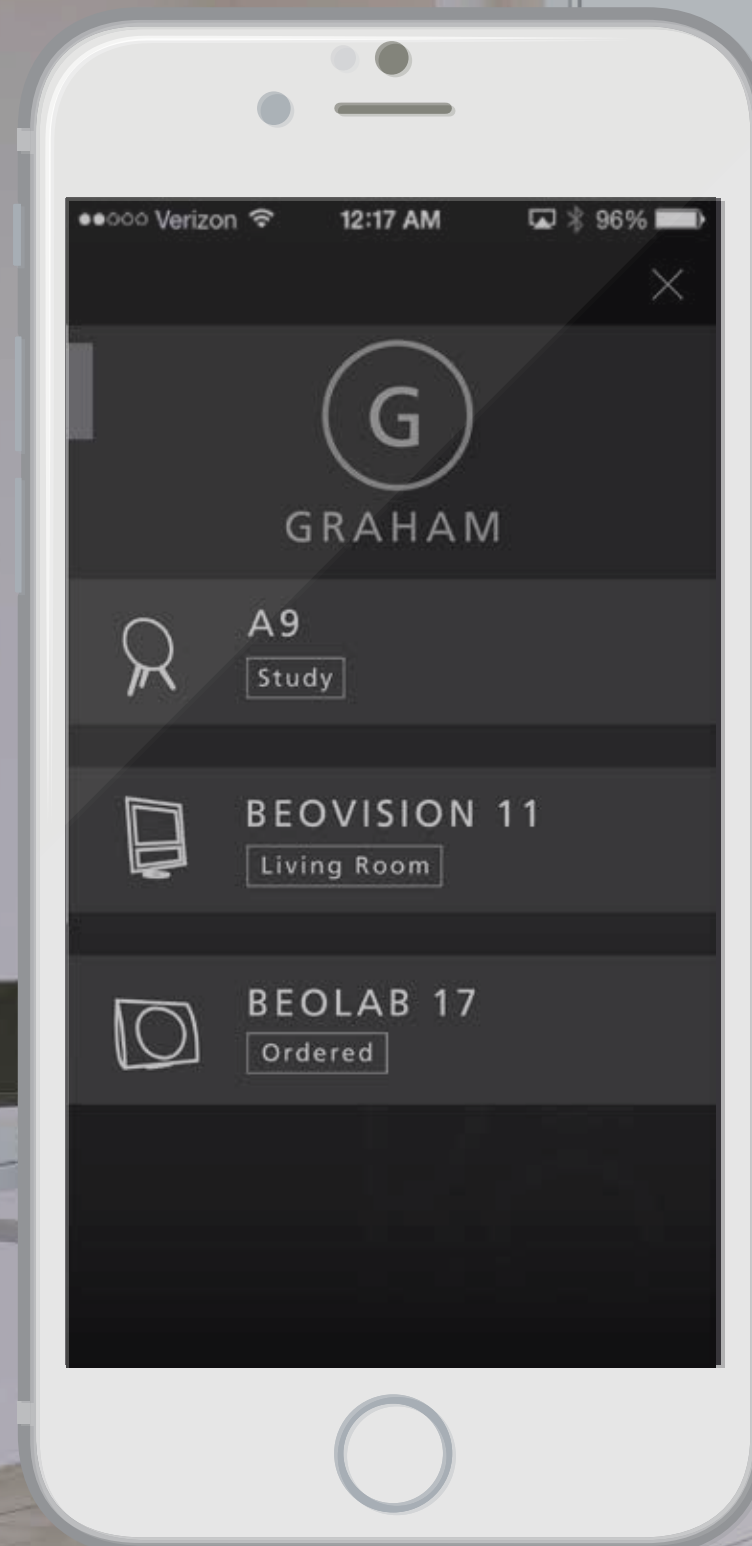 Verizon 12:17 AM 96%
G
GRAHAM
A9
Study
BEOVISION 11
Living Room
BEOLAB 17
Ordered